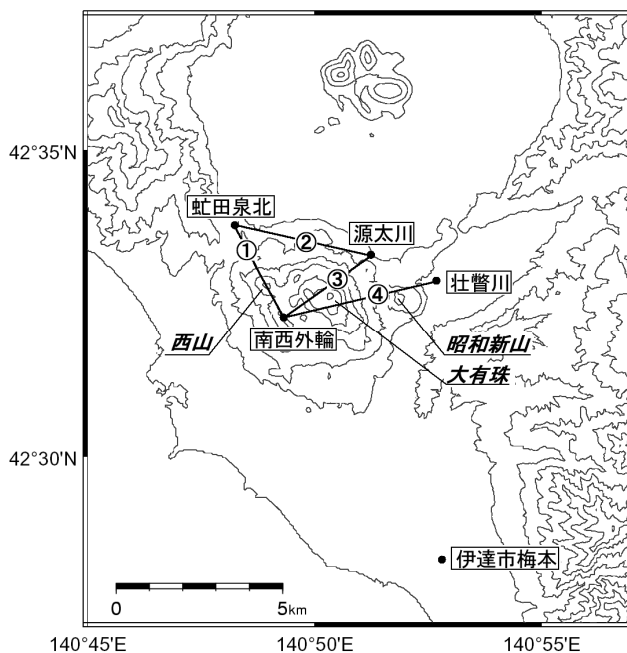 42°35'N
虻田泉北
源太川
①
②
③
④
壮瞥川
西山
南西外輪
昭和新山
大有珠
42°30'N
伊達市梅本
0
5km
140°45'E
140°50'E
140°55'E